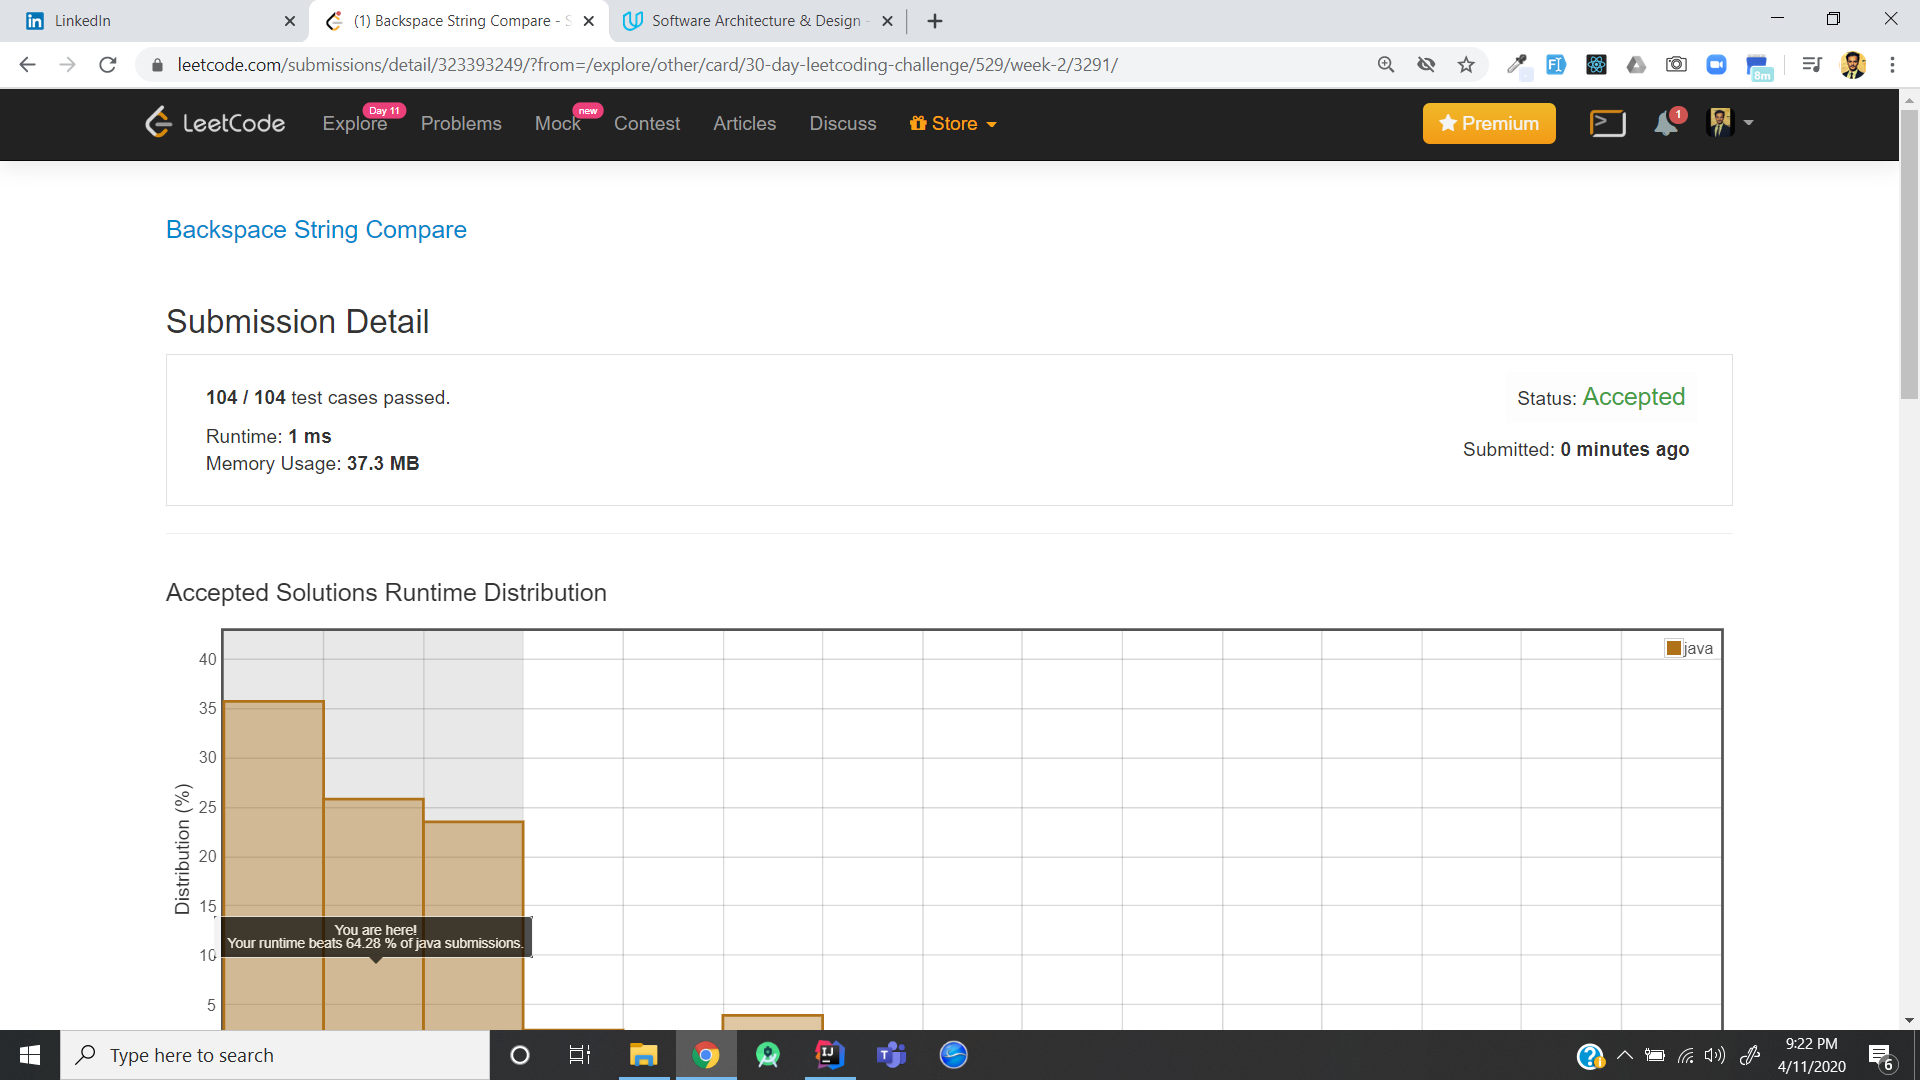 LinkedIn
(1) Backspace String Compare - S
Software Architecture & Design -
leetcode.com/submissions/detail/323393249/?from=/explore/other/card/30-day-leetcoding-challenge/529/week-2/3291/
8m
LeetCode
Explore
Day 11
Problems
Mock
new
Contest
Articles
Discuss
Store
Premium
1
Backspace String Compare
Submission Detail
104 / 104 test cases passed.
Status: Accepted
Runtime: 1 ms
Submitted: 0 minutes ago
Memory Usage: 37.3 MB
Accepted Solutions Runtime Distribution
java
40
35
30
25
20
15
10
5
Distribution (%)
You are here!
Your runtime beats 64.28 % of java submissions.
Type here to search
9:22 PM
4/11/2020
6